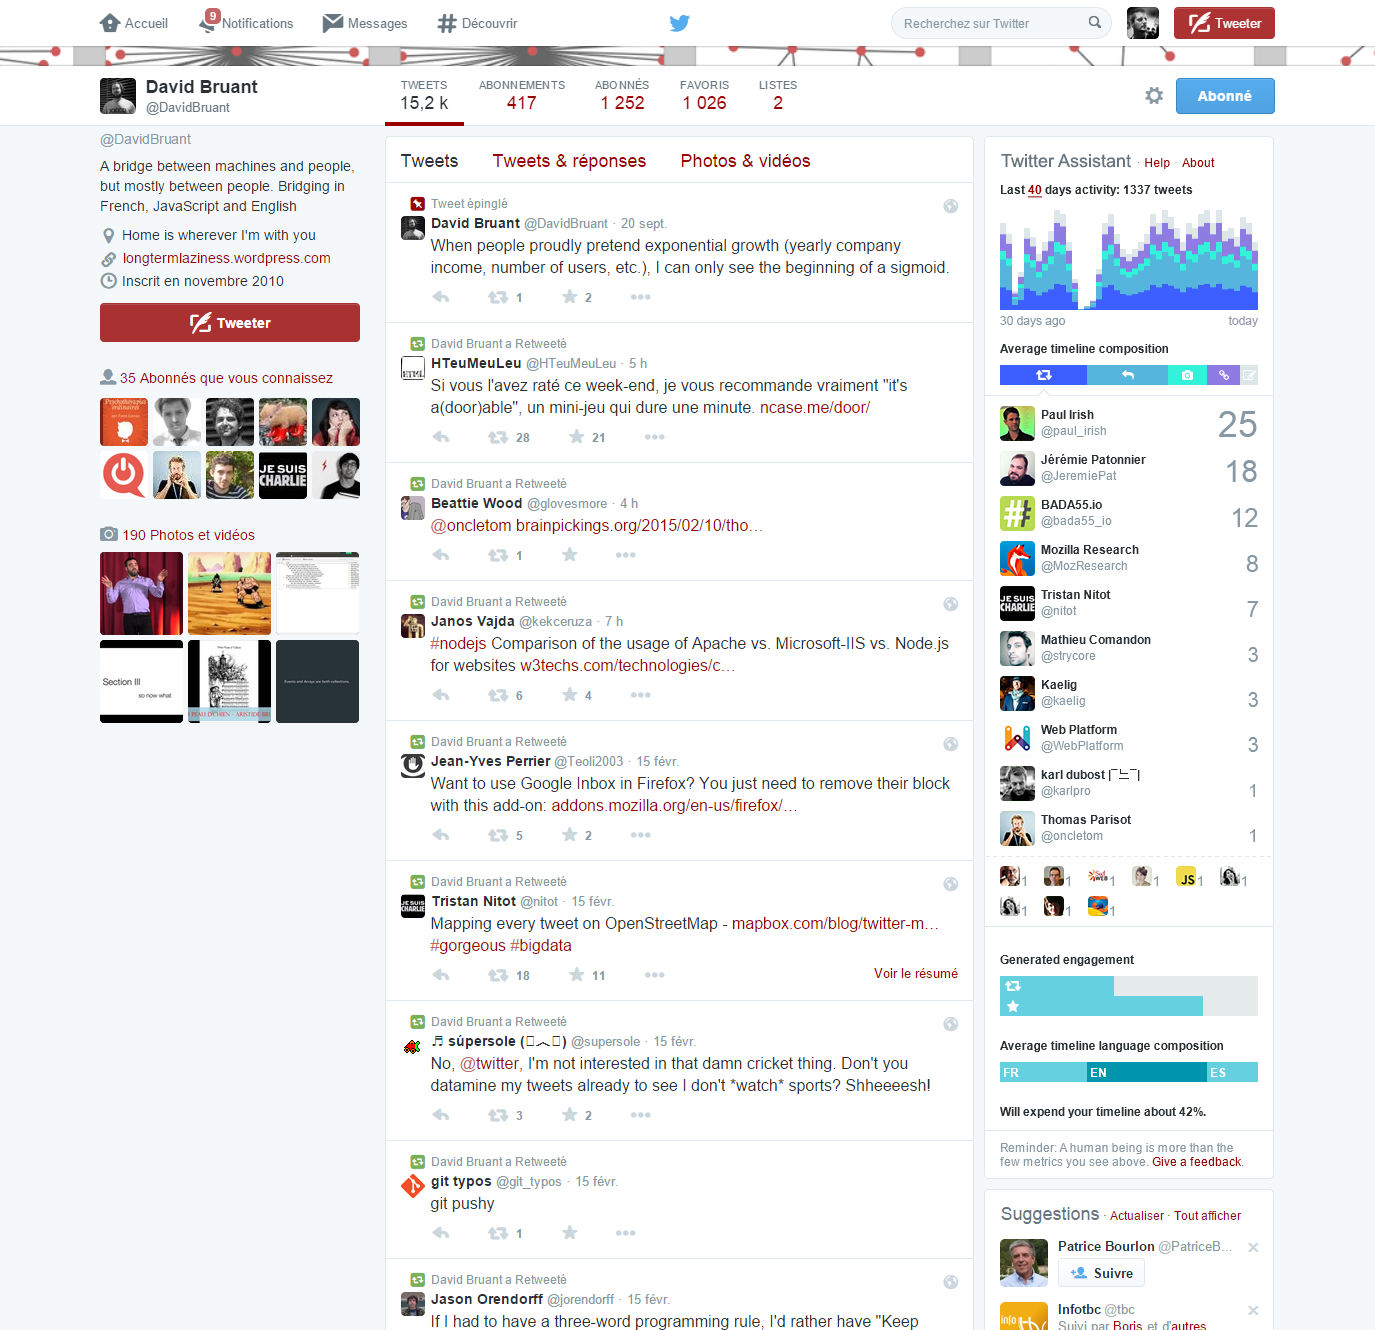 Accueil
9
Notifications
Messages
Découvrir
Recherchez sur Twitter
Tweeter
David Bruant
@DavidBruant
TWEETS
15,2 k
ABONNEMENTS
417
ABONNÉS
1 252
FAVORIS
1 026
LISTES
2
Abonné
@DavidBruant
A bridge between machines and people,
but mostly between people. Bridging in
French, JavaScript and English
Home is wherever I'm with you
longtermlaziness.wordpress.com
Inscrit en novembre 2010
Tweeter
35 Abonnés que vous connaissez
JE SUIS
CHARLIE
190 Photos et vidéos
Section III
so now what
Events and Arrays are both collections
Tweets
Tweets & réponses
Photos & vidéos
Tweet épinglé
David Bruant @DavidBruant · 20 sept.
When people proudly pretend exponential growth (yearly company
income, number of users, etc.), I can only see the beginning of a sigmoid.
1
2
David Bruant a Retweeté
HTeuMeuLeu @HTeuMeuLeu · 5 h
Si vous l'avez raté ce week-end, je vous recommande vraiment "it's
a(door)able", un mini-jeu qui dure une minute. ncase.me/door/
28
21
David Bruant a Retweeté
Beattie Wood @glovesmore · 4 h
@oncletom brainpickings.org/2015/02/10/tho…
1
David Bruant a Retweeté
Janos Vajda @kekceruza · 7 h
#nodejs Comparison of the usage of Apache vs. Microsoft-IIS vs. Node.js
for websites w3techs.com/technologies/c…
6
4
David Bruant a Retweeté
Jean-Yves Perrier @Teoli2003 · 15 févr.
Want to use Google Inbox in Firefox? You just need to remove their block
with this add-on: addons.mozilla.org/en-us/firefox/…
5
2
David Bruant a Retweeté
JE SUIS
CHARLIE
Tristan Nitot @nitot · 15 févr.
Mapping every tweet on OpenStreetMap - mapbox.com/blog/twitter-m…
#gorgeous #bigdata
18
11
Voir le résumé
David Bruant a Retweeté
♬ súpersole (▯︵▯) @supersole · 15 févr.
No, @twitter, I'm not interested in that damn cricket thing. Don't you
datamine my tweets already to see I don't *watch* sports? Shheeeesh!
3
2
David Bruant a Retweeté
git typos @git_typos · 15 févr.
git pushy
1
David Bruant a Retweeté
Jason Orendorff @jorendorff · 15 févr.
If I had to have a three-word programming rule, I'd rather have "Keep
Twitter Assistant · Help · About
Last 40 days activity: 1337 tweets
30 days ago
today
Average timeline composition
Paul Irish
@paul_irish
25
Jérémie Patonnier
@JeremiePat
18
BADA55.io
@bada55_io
12
Mozilla Research
@MozResearch
8
JE SUIS
CHARLIE
Tristan Nitot
@nitot
7
Mathieu Comandon
@strycore
3
Kaelig
@kaelig
3
Web Platform
@WebPlatform
3
karl dubost |‾ㄴ‾|
@karlpro
1
Thomas Parisot
@oncletom
1
1
1
1
1
JS
1
1
1
1
1
Generated engagement
Average timeline language composition
FR
EN
ES
Will expend your timeline about 42%.
Reminder: A human being is more than the
few metrics you see above. Give a feedback.
Suggestions · Actualiser · Tout afficher
Patrice Bourlon @PatriceB...
Suivre
Infotbc @tbc
Suivi par Boris et d'autres